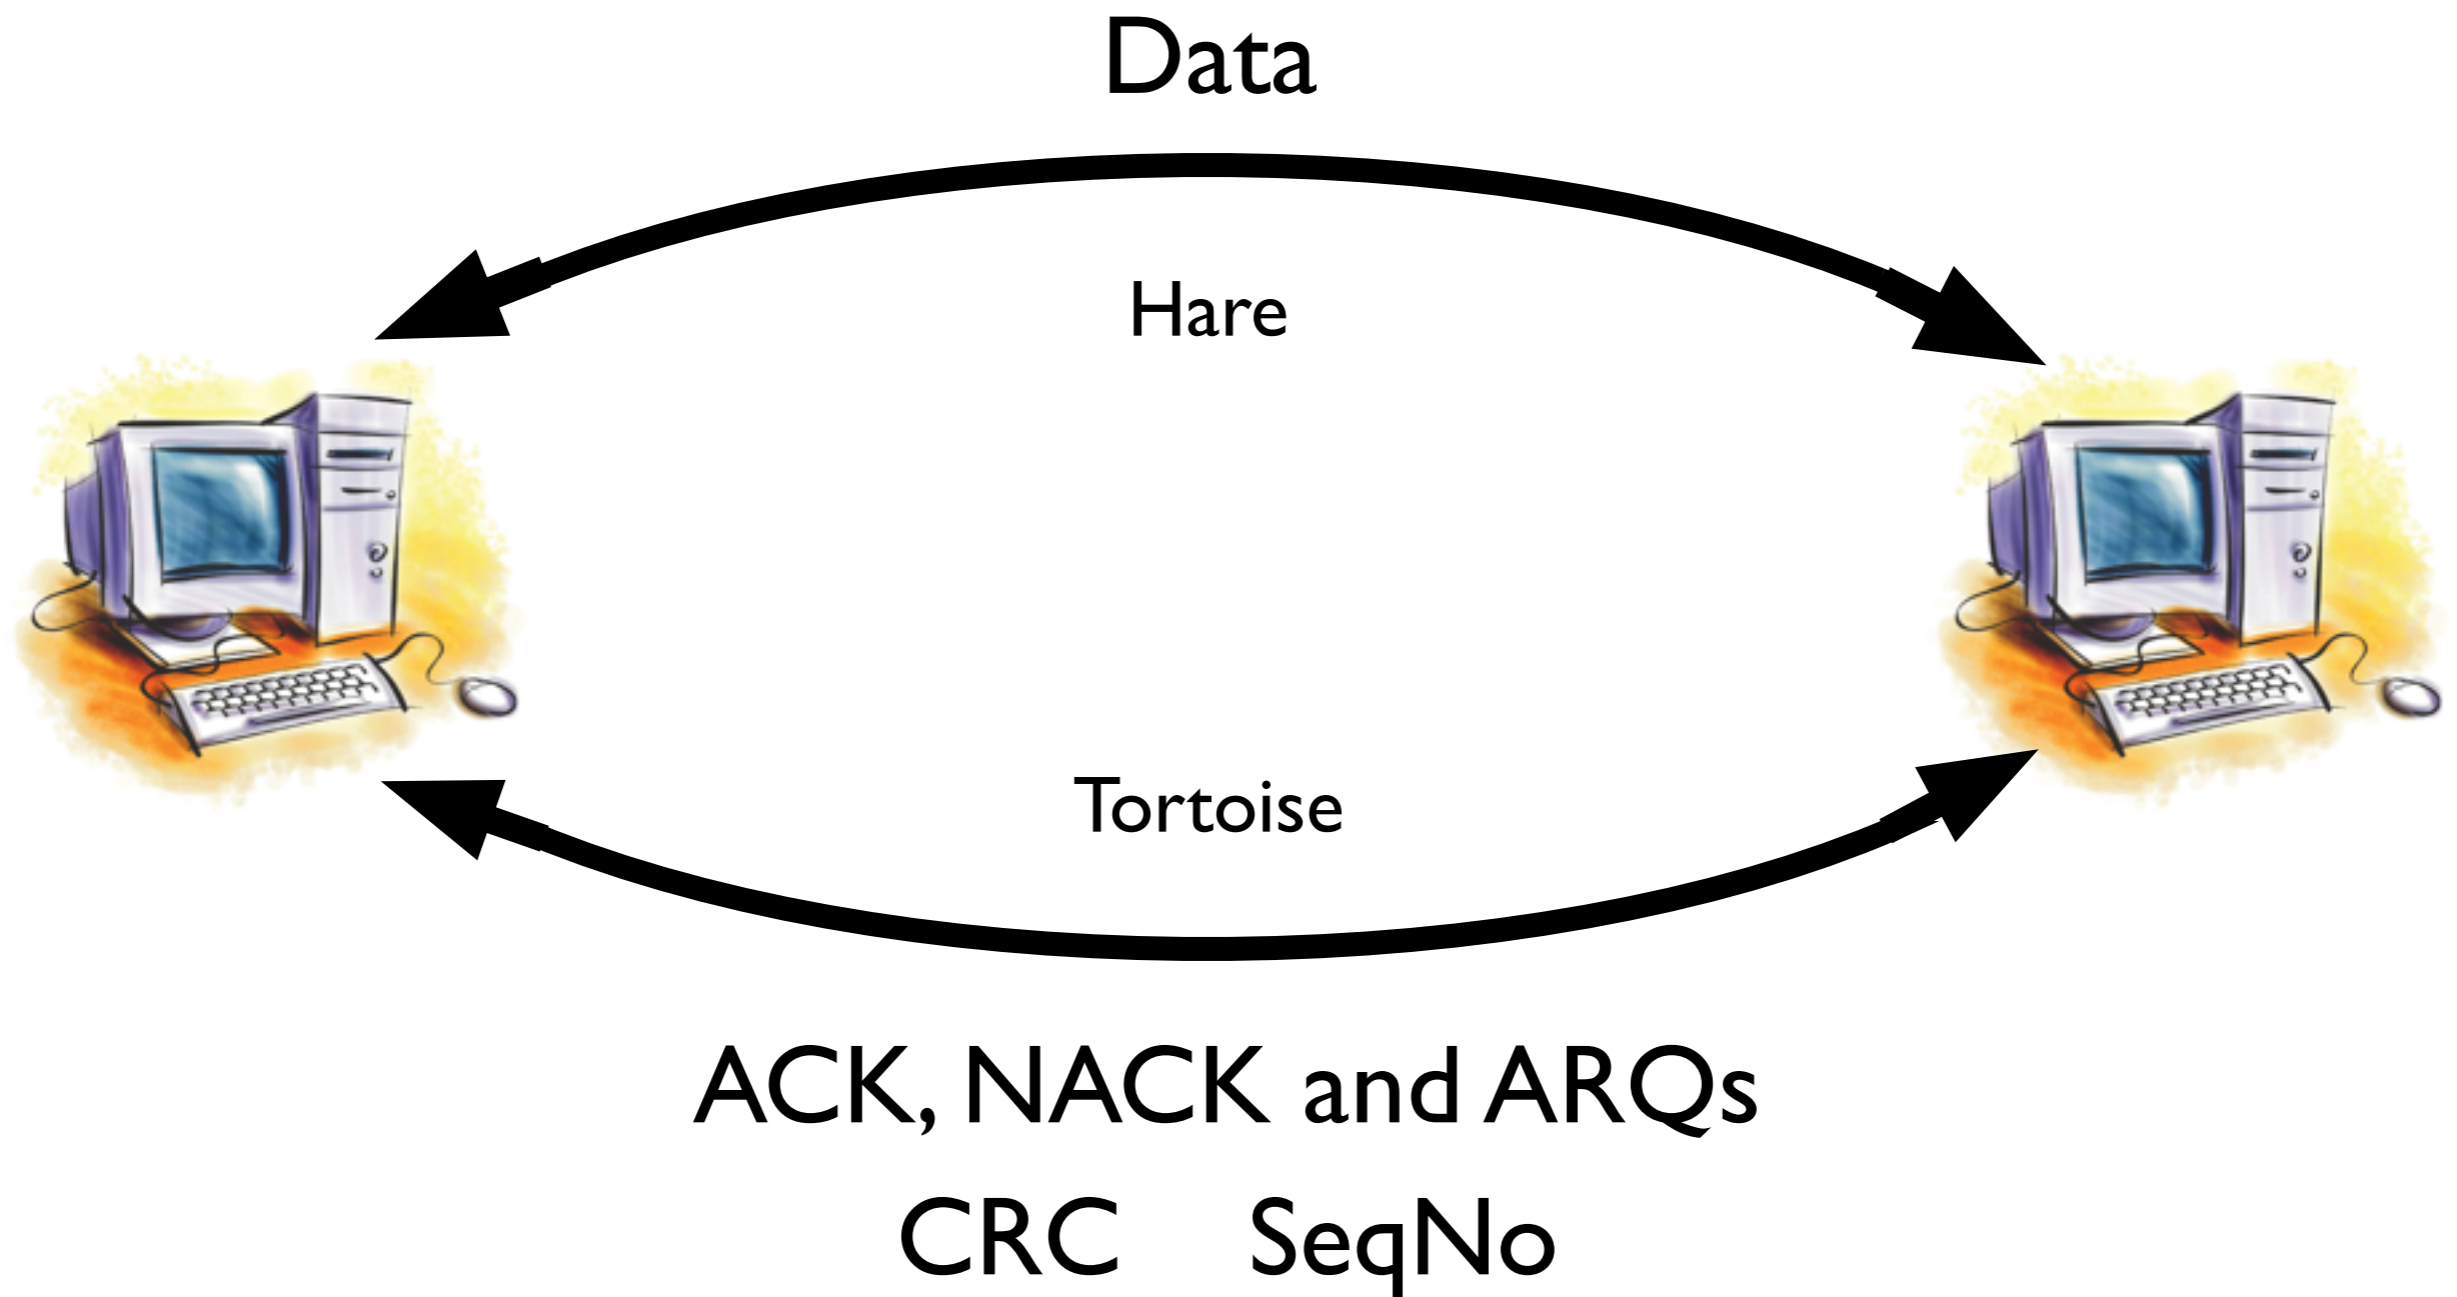 Data
Hare
Tortoise
ACK, NACK and ARQs
CRC SeqNo